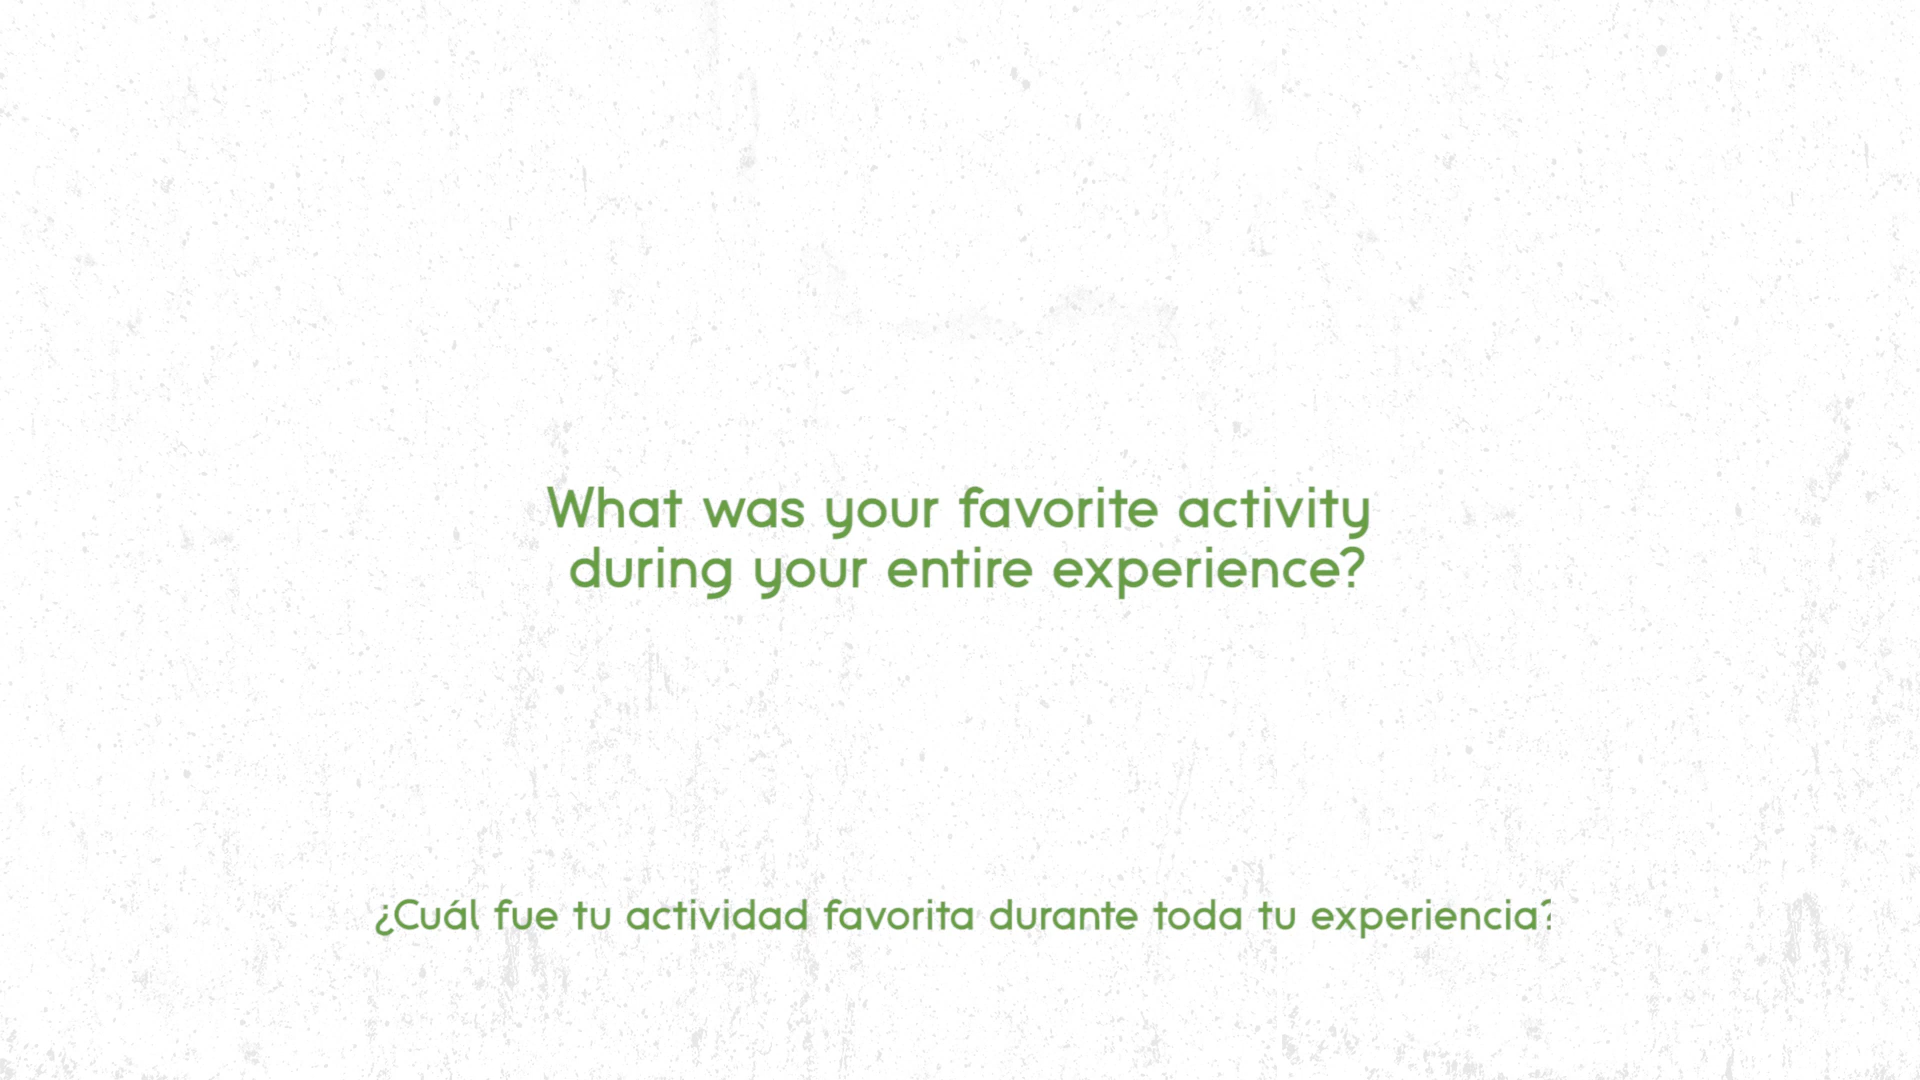 What was your favorite activity
during your entire experience?
¿Cuál fue tu actividad favorita durante toda tu experiencia?